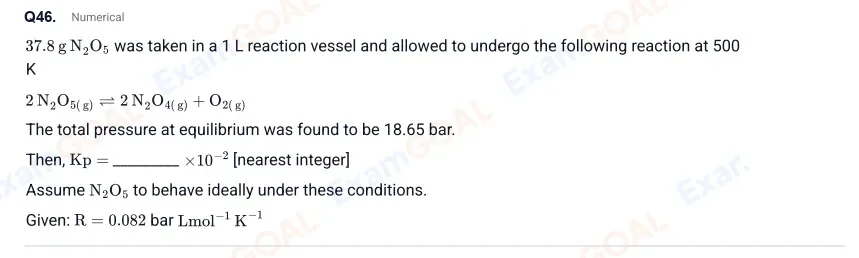 Q46. Numerical
37.8 g N₂O₅ was taken in a 1 L reaction vessel and allowed to undergo the following reaction at 500
K
2 N₂O₅₍g₎ ⇌ 2 N₂O₄₍g₎ + O₂₍g₎
The total pressure at equilibrium was found to be 18.65 bar.
Then, Kp = ________ ×10⁻² [nearest integer]
Assume N₂O₅ to behave ideally under these conditions.
Given: R = 0.082 bar Lmol⁻¹ K⁻¹